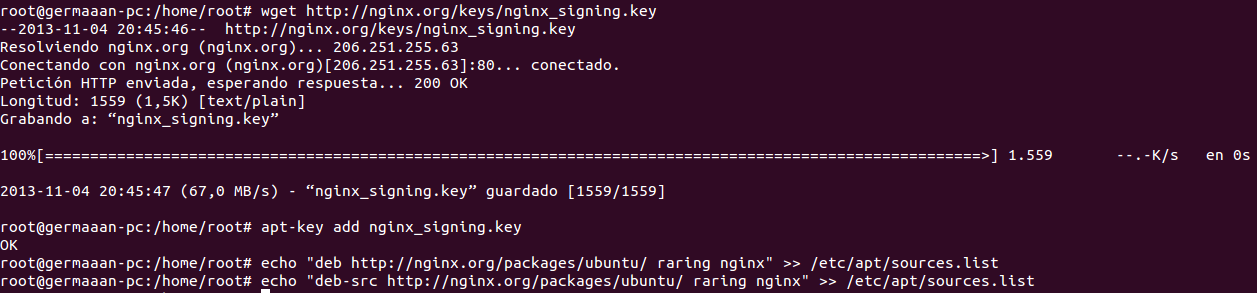 root@germaaan-pc:/home/root# wget http://nginx.org/keys/nginx_signing.key
--2013-11-04 20:45:46--  http://nginx.org/keys/nginx_signing.key
Resolviendo nginx.org (nginx.org)... 206.251.255.63
Conectando con nginx.org (nginx.org)[206.251.255.63]:80... conectado.
Petición HTTP enviada, esperando respuesta... 200 OK
Longitud: 1559 (1,5K) [text/plain]
Grabando a: “nginx_signing.key”
100%[========================================================================================================>] 1.559       --.-K/s   en 0s
2013-11-04 20:45:47 (67,0 MB/s) - “nginx_signing.key” guardado [1559/1559]
root@germaaan-pc:/home/root# apt-key add nginx_signing.key
OK
root@germaaan-pc:/home/root# echo "deb http://nginx.org/packages/ubuntu/ raring nginx" >> /etc/apt/sources.list
root@germaaan-pc:/home/root# echo "deb-src http://nginx.org/packages/ubuntu/ raring nginx" >> /etc/apt/sources.list